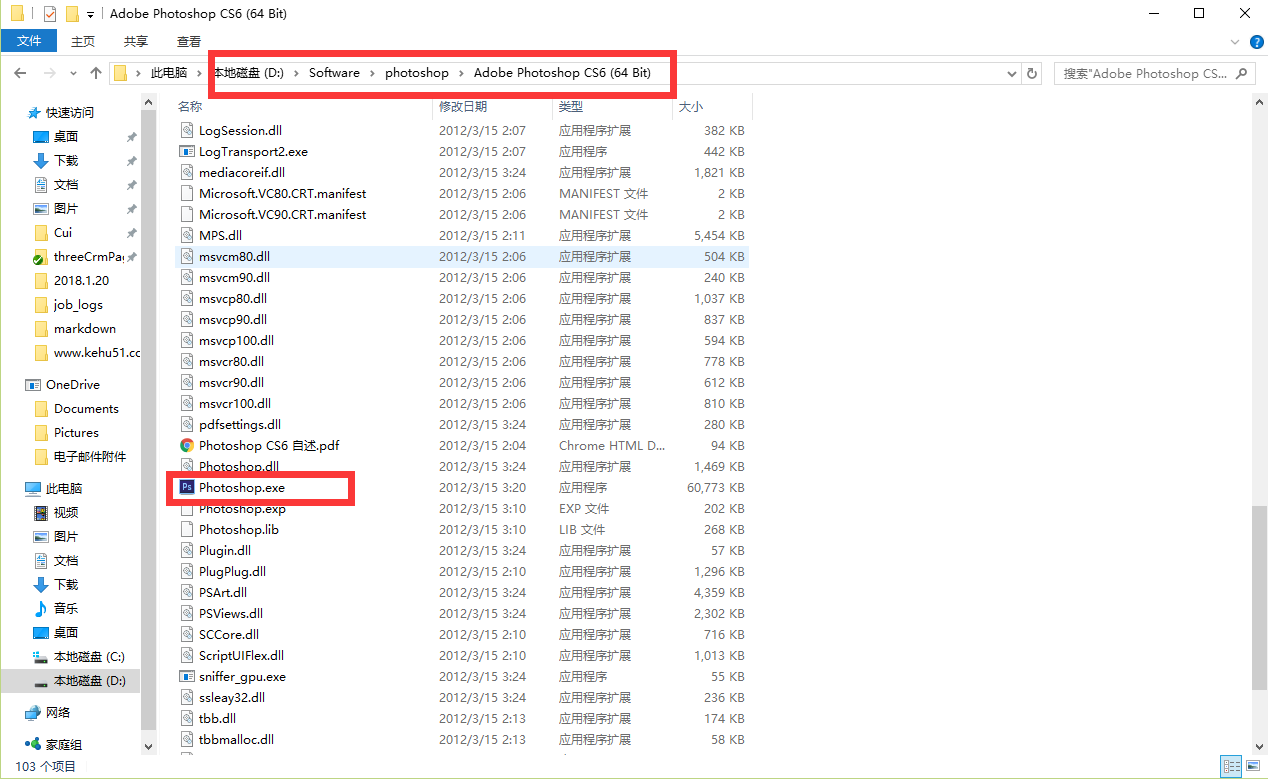 Adobe Photoshop CS6 (64 Bit)
文件 主页 共享 查看
此电脑 本地磁盘 (D:) Software photoshop Adobe Photoshop CS6 (64 Bit)
搜索"Adobe Photoshop CS...
快速访问
桌面
下载
文档
图片
Cui
threeCrmPa
2018.1.20
job_logs
markdown
www.kehu51.cc
OneDrive
Documents
Pictures
电子邮件附件
此电脑
视频
图片
文档
下载
音乐
桌面
本地磁盘 (C:)
本地磁盘 (D:)
网络
家庭组
名称 修改日期 类型 大小
LogSession.dll 2012/3/15 2:07 应用程序扩展 382 KB
LogTransport2.exe 2012/3/15 2:07 应用程序 442 KB
mediacoreif.dll 2012/3/15 3:24 应用程序扩展 1,821 KB
Microsoft.VC80.CRT.manifest 2012/3/15 2:06 MANIFEST 文件 2 KB
Microsoft.VC90.CRT.manifest 2012/3/15 2:06 MANIFEST 文件 2 KB
MPS.dll 2012/3/15 2:11 应用程序扩展 5,454 KB
msvcm80.dll 2012/3/15 2:06 应用程序扩展 504 KB
msvcm90.dll 2012/3/15 2:06 应用程序扩展 240 KB
msvcp80.dll 2012/3/15 2:06 应用程序扩展 1,037 KB
msvcp90.dll 2012/3/15 2:06 应用程序扩展 837 KB
msvcp100.dll 2012/3/15 2:06 应用程序扩展 594 KB
msvcr80.dll 2012/3/15 2:06 应用程序扩展 778 KB
msvcr90.dll 2012/3/15 2:06 应用程序扩展 612 KB
msvcr100.dll 2012/3/15 2:06 应用程序扩展 810 KB
pdfsettings.dll 2012/3/15 3:24 应用程序扩展 280 KB
Photoshop CS6 自述.pdf 2012/3/15 2:04 Chrome HTML D... 94 KB
Photoshop.dll 2012/3/15 3:24 应用程序扩展 1,469 KB
Ps Photoshop.exe 2012/3/15 3:20 应用程序 60,773 KB
Photoshop.exp 2012/3/15 3:10 EXP 文件 202 KB
Photoshop.lib 2012/3/15 3:10 LIB 文件 268 KB
Plugin.dll 2012/3/15 3:24 应用程序扩展 57 KB
PlugPlug.dll 2012/3/15 2:10 应用程序扩展 1,296 KB
PSArt.dll 2012/3/15 3:24 应用程序扩展 4,359 KB
PSViews.dll 2012/3/15 3:24 应用程序扩展 2,302 KB
SCCore.dll 2012/3/15 2:10 应用程序扩展 716 KB
ScriptUIFlex.dll 2012/3/15 2:10 应用程序扩展 1,013 KB
sniffer_gpu.exe 2012/3/15 3:24 应用程序 55 KB
ssleay32.dll 2012/3/15 3:24 应用程序扩展 236 KB
tbb.dll 2012/3/15 2:13 应用程序扩展 174 KB
tbbmalloc.dll 2012/3/15 2:13 应用程序扩展 58 KB
103 个项目